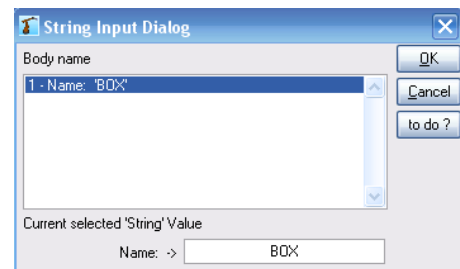 String Input Dialog
Body name
OK
1 - Name: 'BOX'
Cancel
to do ?
Current selected 'String' Value
Name: -> BOX